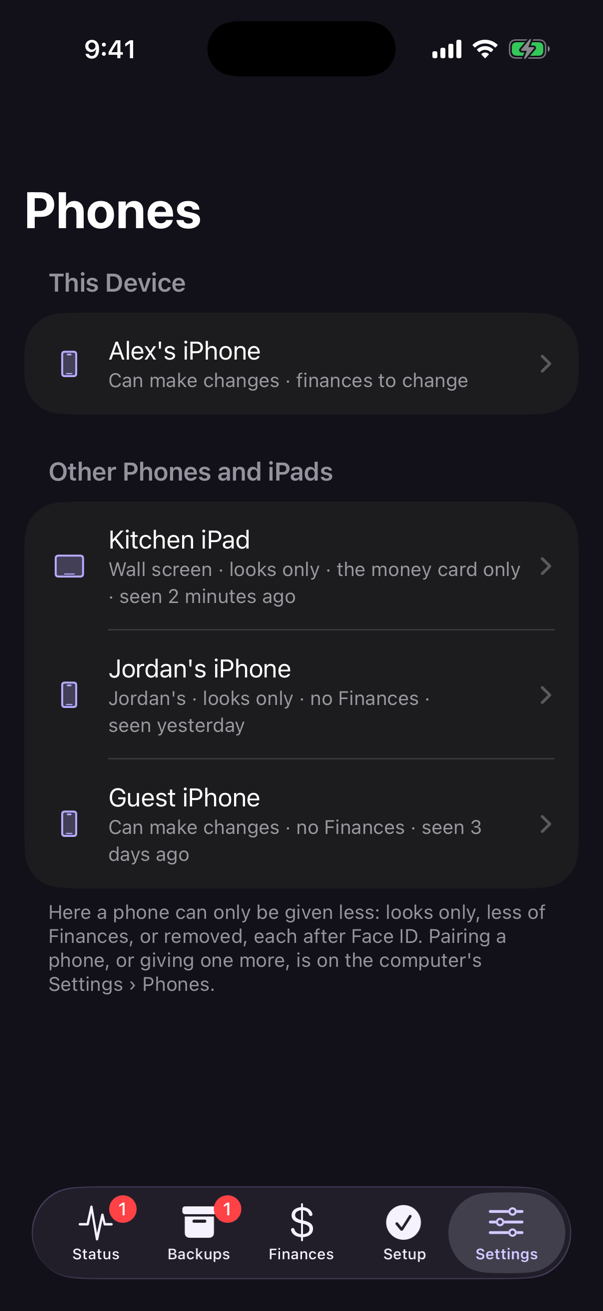 9:41
Phones
This Device
Alex's iPhone
Can make changes · finances to change
Other Phones and iPads
Kitchen iPad
Wall screen · looks only · the money card only
· seen 2 minutes ago
Jordan's iPhone
Jordan's · looks only · no Finances ·
seen yesterday
Guest iPhone
Can make changes · no Finances · seen 3
days ago
Here a phone can only be given less: looks only, less of
Finances, or removed, each after Face ID. Pairing a
phone, or giving one more, is on the computer's
Settings › Phones.
1
1
Status
Backups
Finances
Setup
Settings